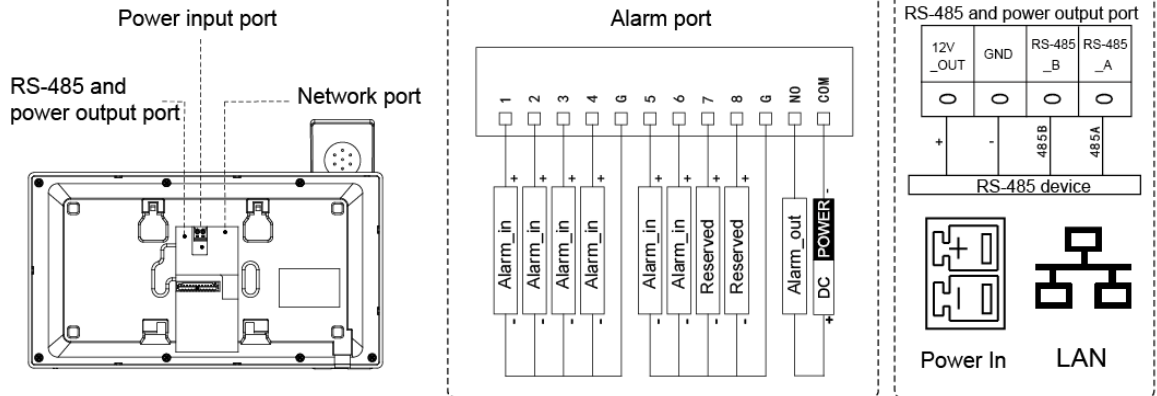 Power input port
RS-485 and
power output port
Network port
Alarm port
1 2 3 4 G 5 6 7 8 G NO COM
+ + + + + + + + + -
Alarm_in Alarm_in Alarm_in Alarm_in Alarm_in Alarm_in Reserved Reserved Alarm_out DC POWER
- - - - - - - - - +
RS-485 and power output port
12V
_OUT
GND
RS-485
_B
RS-485
_A
+ - 485B 485A
RS-485 device
+
-
Power In
LAN